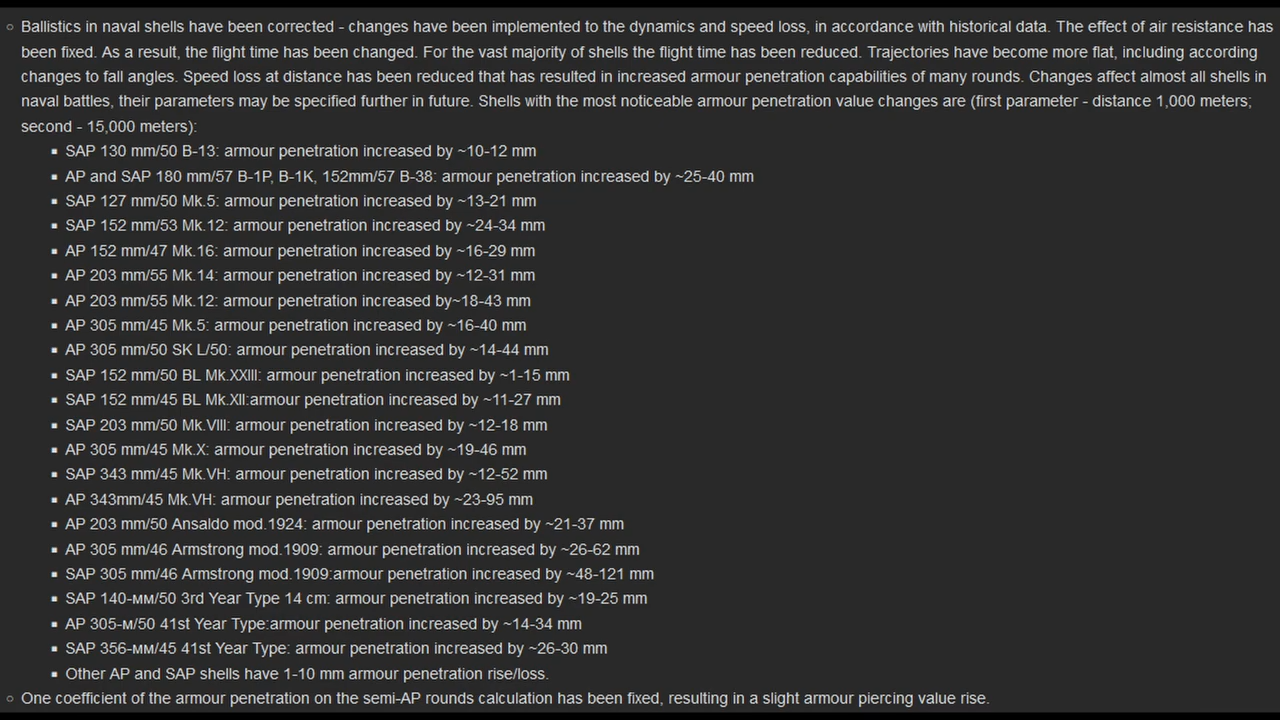 Ballistics in naval shells have been corrected - changes have been implemented to the dynamics and speed loss, in accordance with historical data. The effect of air resistance has
been fixed. As a result, the flight time has been changed. For the vast majority of shells the flight time has been reduced. Trajectories have become more flat, including according
changes to fall angles. Speed loss at distance has been reduced that has resulted in increased armour penetration capabilities of many rounds. Changes affect almost all shells in
naval battles, their parameters may be specified further in future. Shells with the most noticeable armour penetration value changes are (first parameter - distance 1,000 meters;
second - 15,000 meters):
SAP 130 mm/50 B-13: armour penetration increased by ~10-12 mm
AP and SAP 180 mm/57 B-1P, B-1K, 152mm/57 B-38: armour penetration increased by ~25-40 mm
SAP 127 mm/50 Mk.5: armour penetration increased by ~13-21 mm
SAP 152 mm/53 Mk.12: armour penetration increased by ~24-34 mm
AP 152 mm/47 Mk.16: armour penetration increased by ~16-29 mm
AP 203 mm/55 Mk.14: armour penetration increased by ~12-31 mm
AP 203 mm/55 Mk.12: armour penetration increased by~18-43 mm
AP 305 mm/45 Mk.5: armour penetration increased by ~16-40 mm
AP 305 mm/50 SK L/50: armour penetration increased by ~14-44 mm
SAP 152 mm/50 BL Mk.XXIII: armour penetration increased by ~1-15 mm
SAP 152 mm/45 BL Mk.XII:armour penetration increased by ~11-27 mm
SAP 203 mm/50 Mk.VIII: armour penetration increased by ~12-18 mm
AP 305 mm/45 Mk.X: armour penetration increased by ~19-46 mm
SAP 343 mm/45 Mk.VH: armour penetration increased by ~12-52 mm
AP 343mm/45 Mk.VH: armour penetration increased by ~23-95 mm
AP 203 mm/50 Ansaldo mod.1924: armour penetration increased by ~21-37 mm
AP 305 mm/46 Armstrong mod.1909: armour penetration increased by ~26-62 mm
SAP 305 mm/46 Armstrong mod.1909:armour penetration increased by ~48-121 mm
SAP 140-мм/50 3rd Year Type 14 cm: armour penetration increased by ~19-25 mm
AP 305-м/50 41st Year Type:armour penetration increased by ~14-34 mm
SAP 356-мм/45 41st Year Type: armour penetration increased by ~26-30 mm
Other AP and SAP shells have 1-10 mm armour penetration rise/loss.
One coefficient of the armour penetration on the semi-AP rounds calculation has been fixed, resulting in a slight armour piercing value rise.